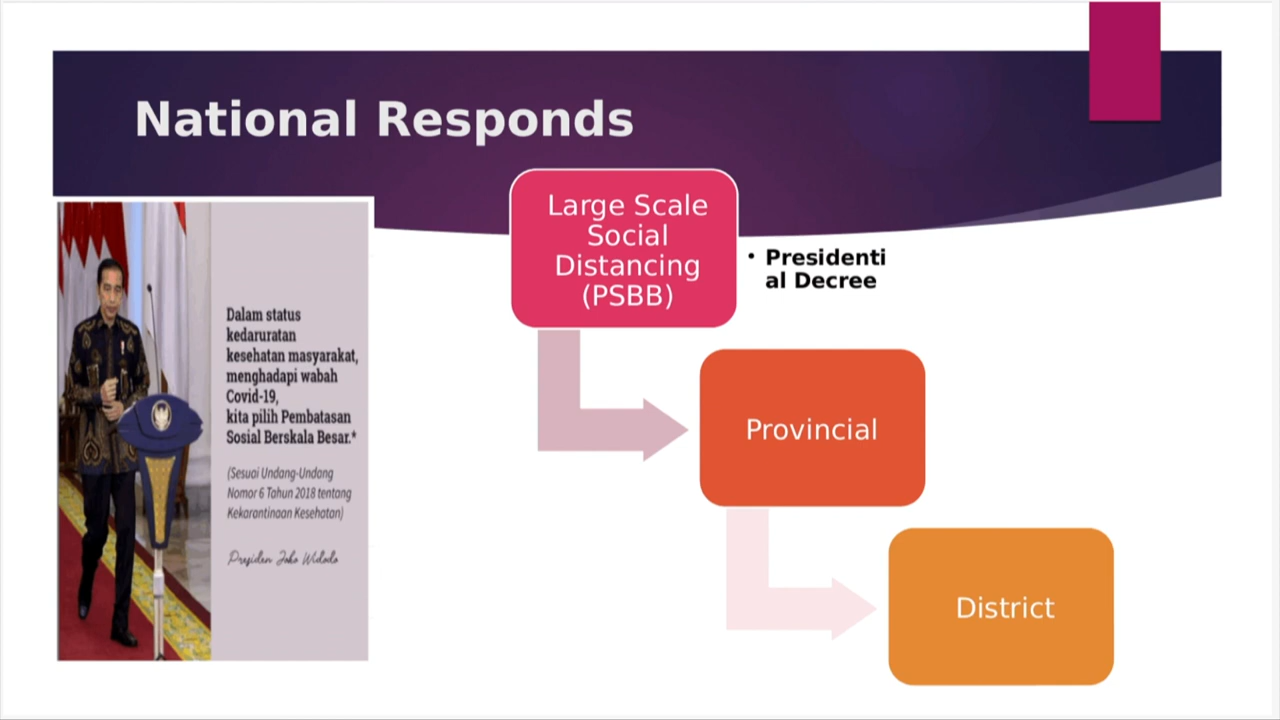 National Responds
Large Scale
Social
Distancing
(PSBB)
• Presidenti
al Decree
Provincial
District
Dalam status
kedaruratan
kesehatan masyarakat,
menghadapi wabah
Covid-19,
kita pilih Pembatasan
Sosial Berskala Besar.*
(Sesuai Undang-Undang
Nomor 6 Tahun 2018 tentang
Kekarantinaan Kesehatan)
Presiden Joko Widodo